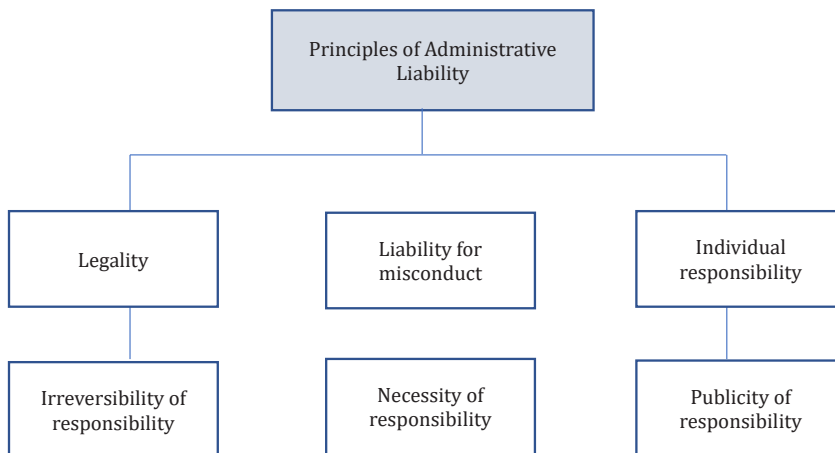 Principles of Administrative
Liability
Legality
Liability for
misconduct
Individual
responsibility
Irreversibility of
responsibility
Necessity of
responsibility
Publicity of
responsibility